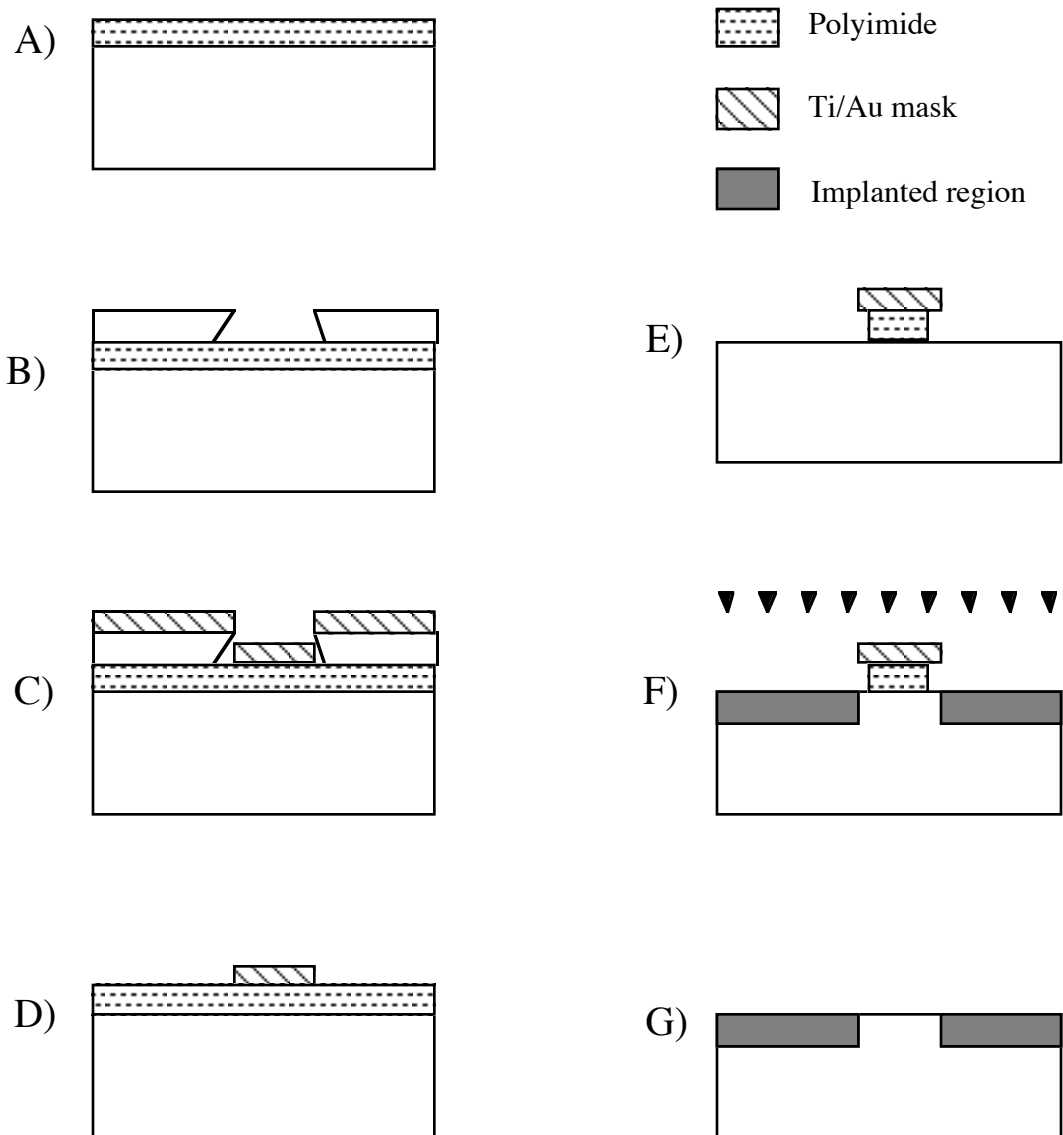 A)
Polyimide
Ti/Au mask
Implanted region
B)
E)
C)
F)
D)
G)